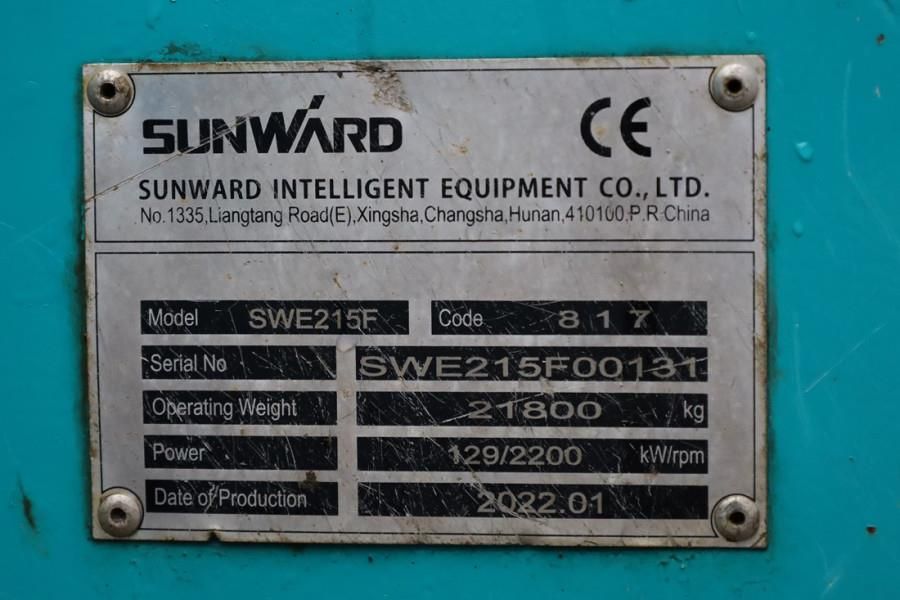 SUNWARD CE
SUNWARD INTELLIGENT EQUIPMENT CO., LTD.
No.1335,Liangtang Road(E),Xingsha,Changsha,Hunan,410100.P.R.China
Model SWE215F Code 817
Serial No SWE215F00131
Operating Weight 21800 kg
Power 129/2200 kW/rpm
Date of Production 2022.01